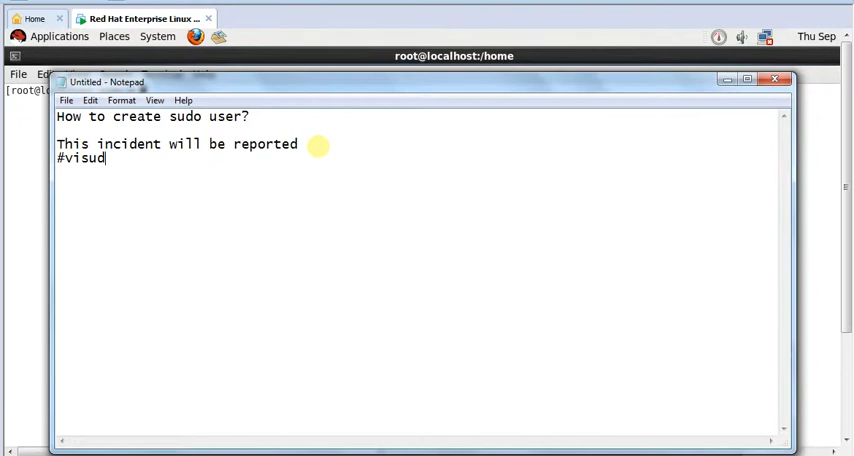 Home
Red Hat Enterprise Linux ...
Applications Places System
Thu Sep
root@localhost:/home
File
[root@l
Untitled - Notepad
File Edit Format View Help
How to create sudo user?
This incident will be reported
#visud